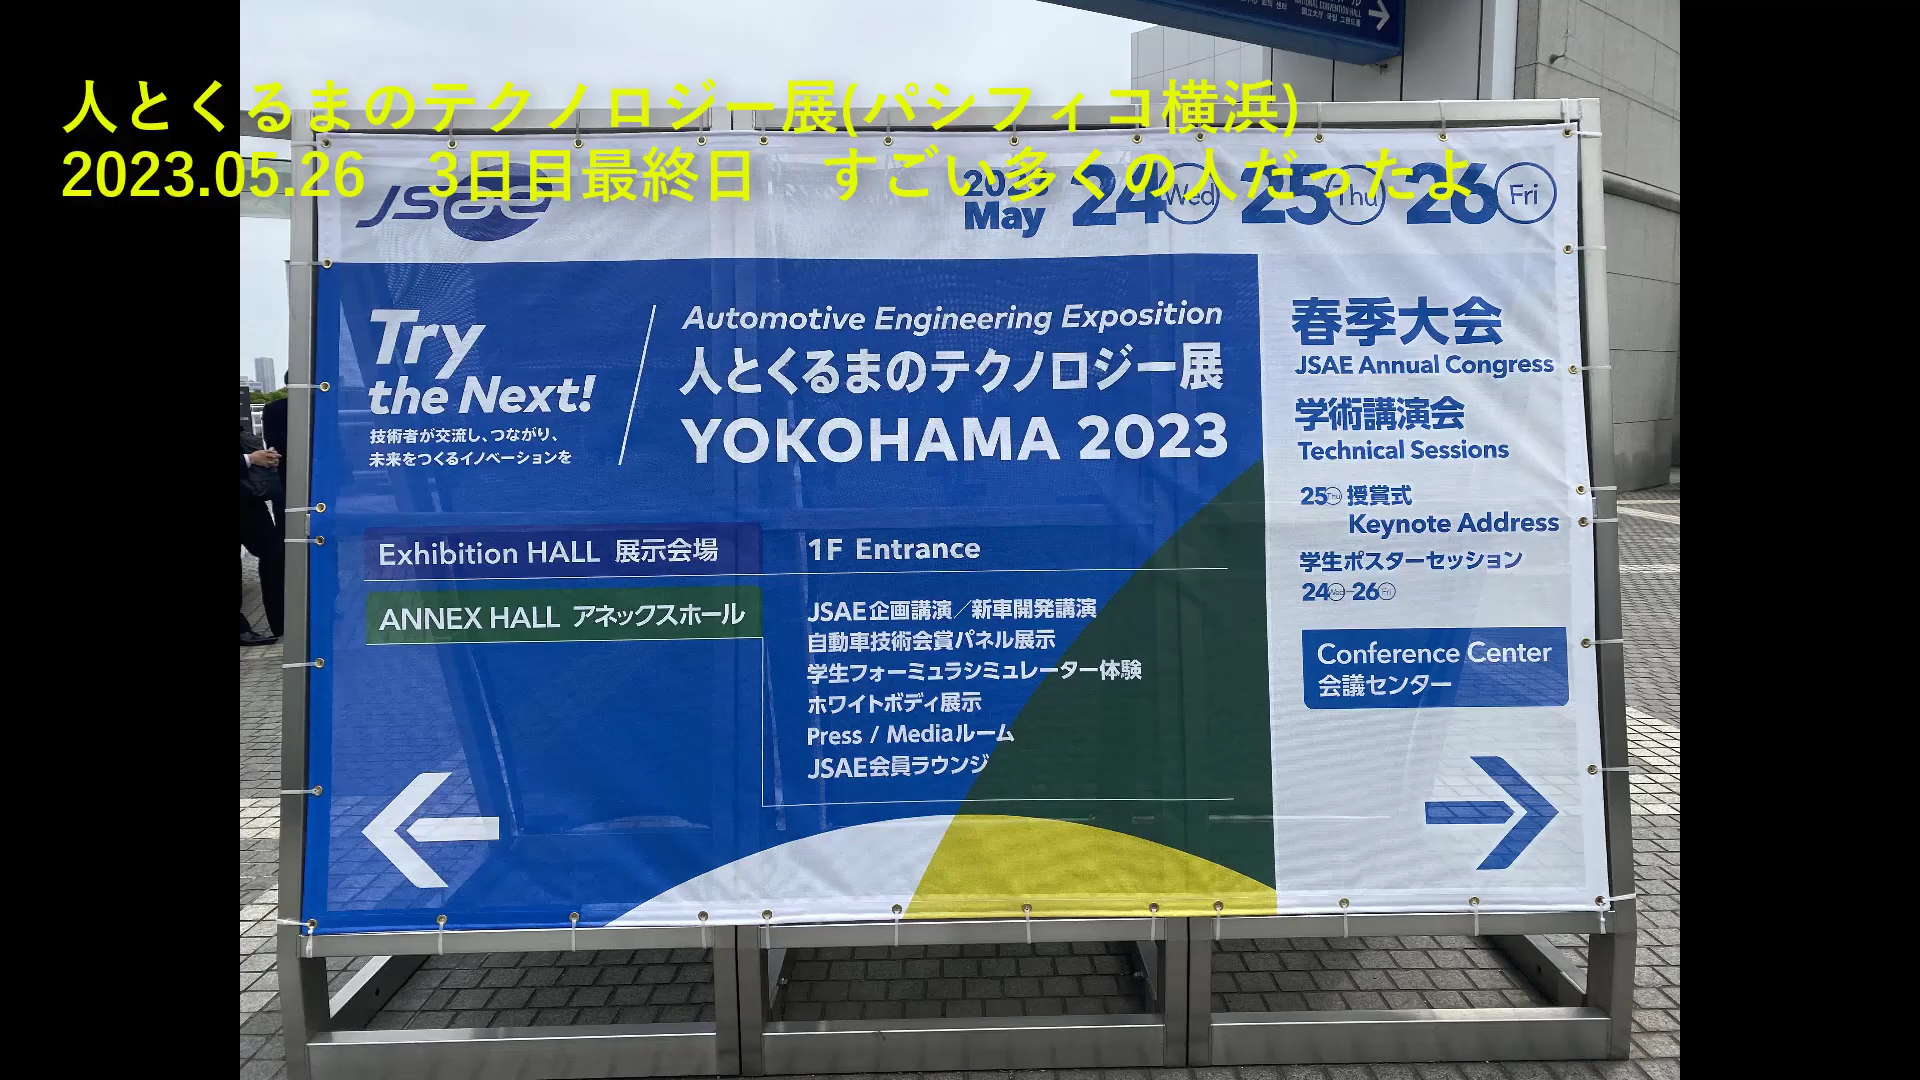 NATIONAL CONVENTION HALL
人とくるまのテクノロジー展(パシフィコ横浜)
2023.05.26　3日目最終日　すごい多くの人だったよ
JSAE
2023
May 24 Wed 25 Thu 26 Fri
Try
the Next!
技術者が交流し、つながり、
未来をつくるイノベーションを
Automotive Engineering Exposition
人とくるまのテクノロジー展
YOKOHAMA 2023
Exhibition HALL 展示会場
1F Entrance
ANNEX HALL アネックスホール
JSAE企画講演／新車開発講演
自動車技術会賞パネル展示
学生フォーミュラシミュレーター体験
ホワイトボディ展示
Press / Mediaルーム
JSAE会員ラウンジ
春季大会
JSAE Annual Congress
学術講演会
Technical Sessions
25 Thu 授賞式
Keynote Address
学生ポスターセッション
24 Wed–26 Fri
Conference Center
会議センター